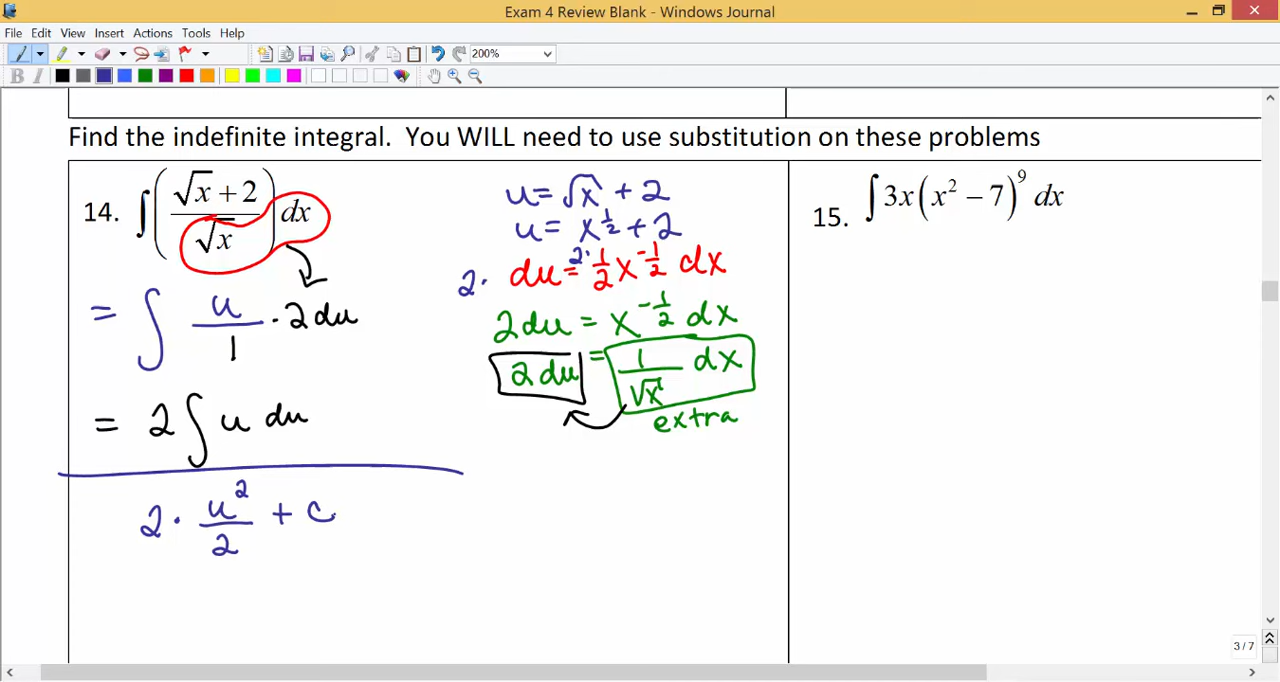 Exam 4 Review Blank - Windows Journal
File Edit View Insert Actions Tools Help
200%
B I
Find the indefinite integral. You WILL need to use substitution on these problems
14. ∫((√x + 2)/√x) dx
= ∫ u/1 · 2du
= 2∫ u du
2 · u²/2 + c
u = √x + 2
u = x^½ + 2
2· du = 2· ½ x^-½ dx
2du = x^-½ dx
2 du = 1/√x dx
extra
15. ∫3x(x² − 7)⁹ dx
3 / 7